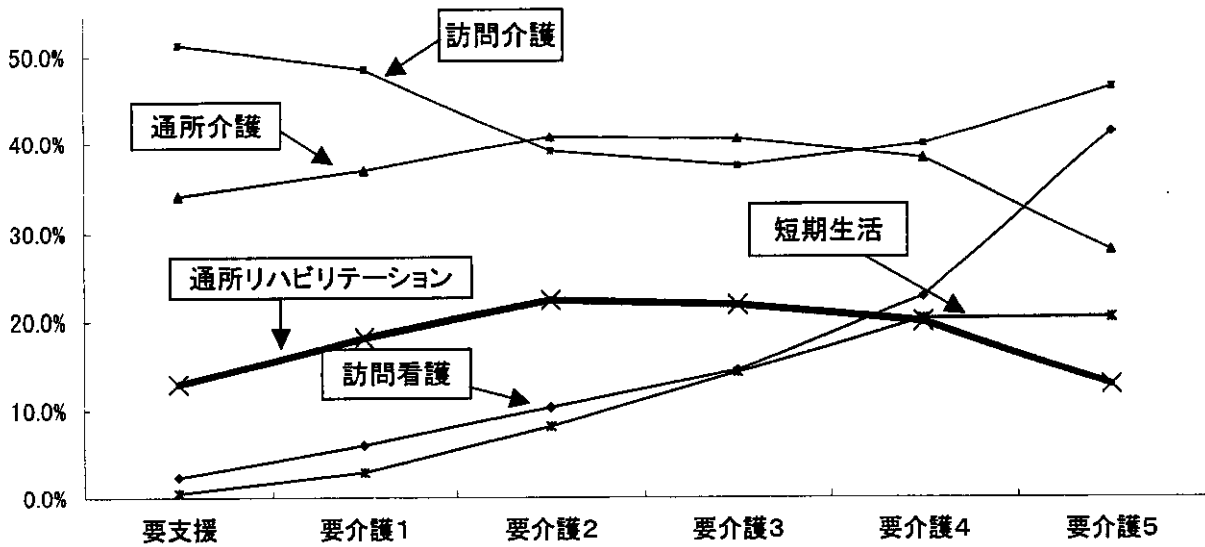 50.0%
40.0%
30.0%
20.0%
10.0%
0.0%
訪問介護
通所介護
短期生活
通所リハビリテーション
訪問看護
要支援 要介護1 要介護2 要介護3 要介護4 要介護5